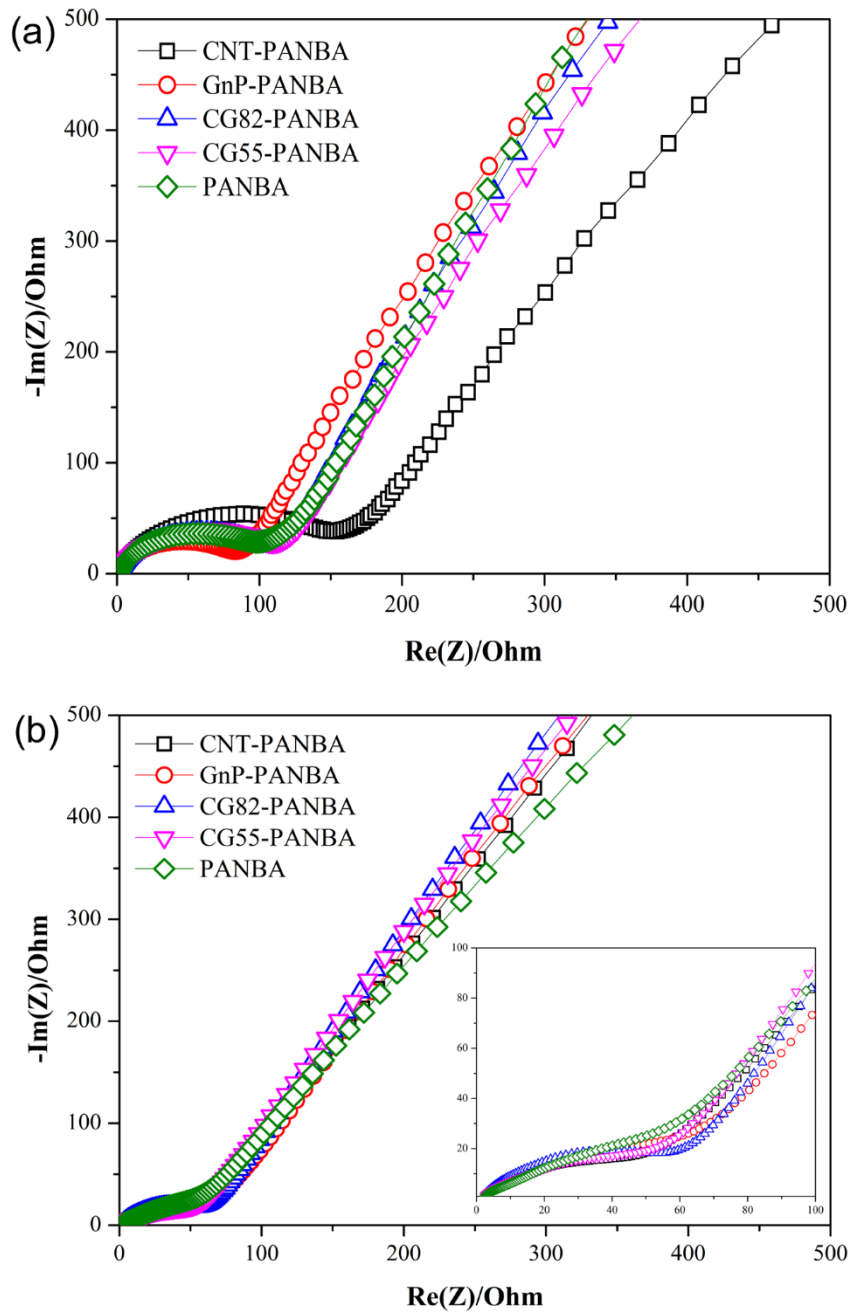 (a)
500
400
300
200
100
0
-Im(Z)/Ohm
CNT-PANBA
GnP-PANBA
CG82-PANBA
CG55-PANBA
PANBA
0 100 200 300 400 500
Re(Z)/Ohm
(b)
500
400
300
200
100
0
-Im(Z)/Ohm
CNT-PANBA
GnP-PANBA
CG82-PANBA
CG55-PANBA
PANBA
100
80
60
40
20
0 20 40 60 80 100
0 100 200 300 400 500
Re(Z)/Ohm